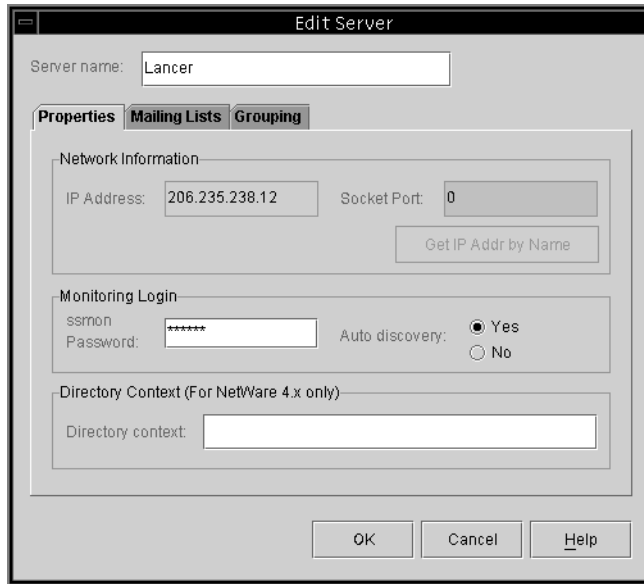 Edit Server
Server name: Lancer
Properties Mailing Lists Grouping
Network Information
IP Address: 206.235.238.12 Socket Port: 0
Get IP Addr by Name
Monitoring Login
ssmon
Password: ****** Auto discovery: Yes
No
Directory Context (For NetWare 4.x only)
Directory context:
OK Cancel Help